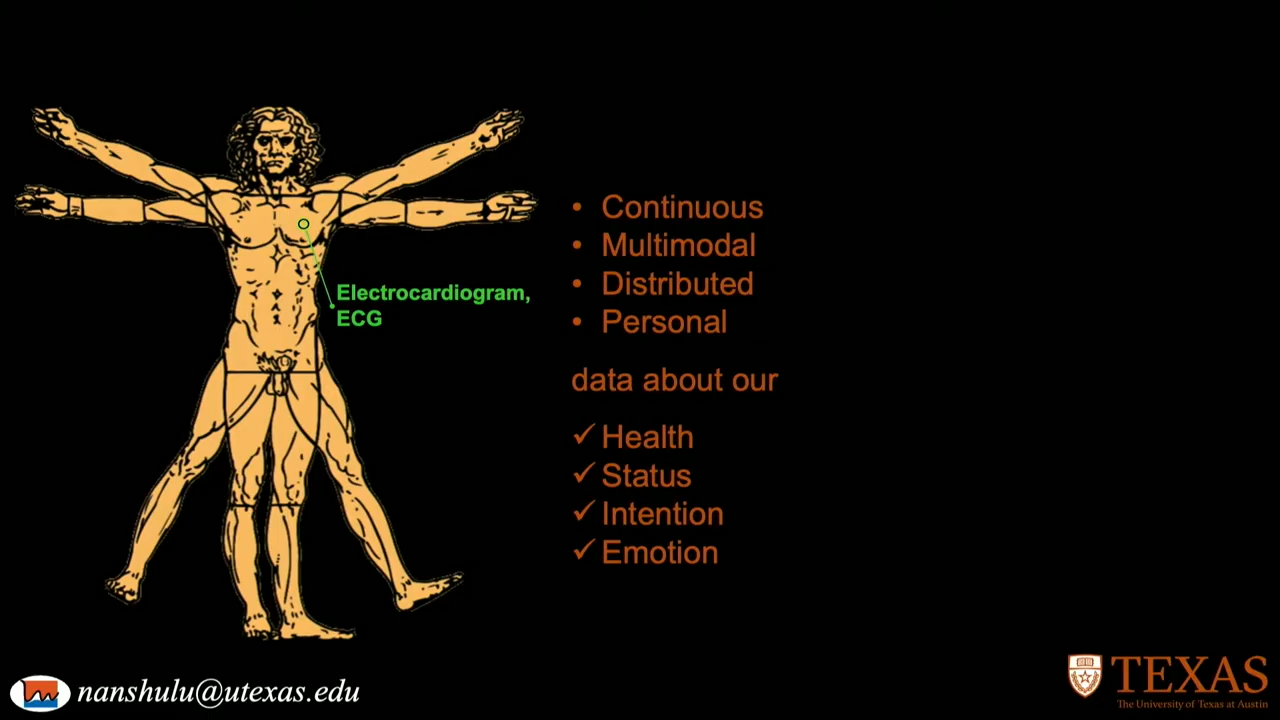 Electrocardiogram,
ECG
• Continuous
• Multimodal
• Distributed
• Personal
data about our
✓ Health
✓ Status
✓ Intention
✓ Emotion
nanshulu@utexas.edu
TEXAS
The University of Texas at Austin